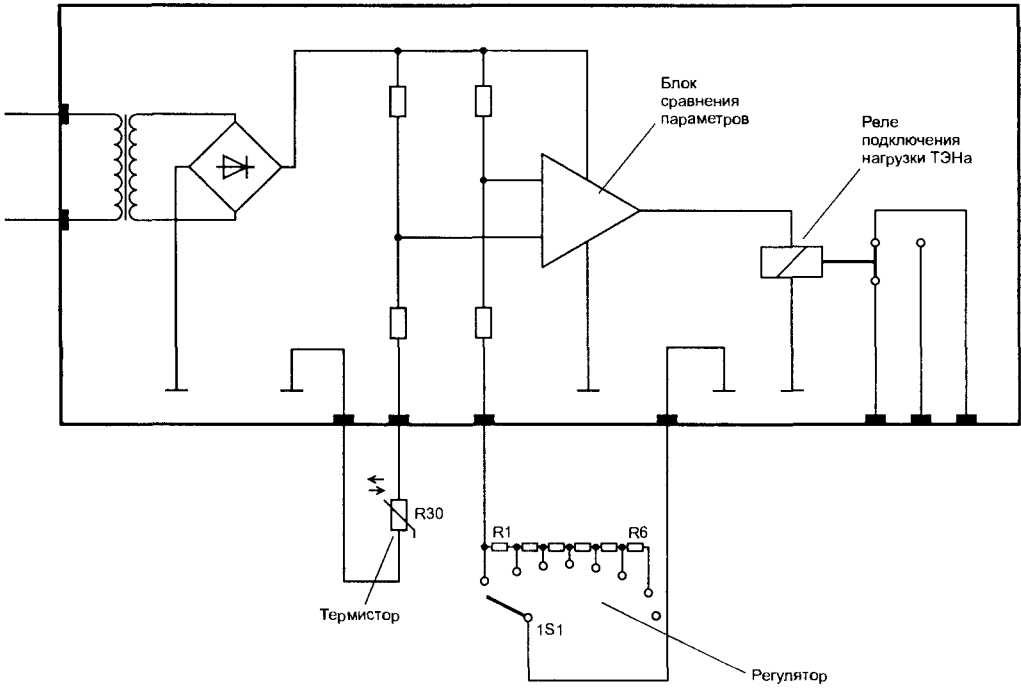 Блок
сравнения
параметров
Реле
подключения
нагрузки ТЭНа
R30
R1
R6
Термистор
1S1
Регулятор